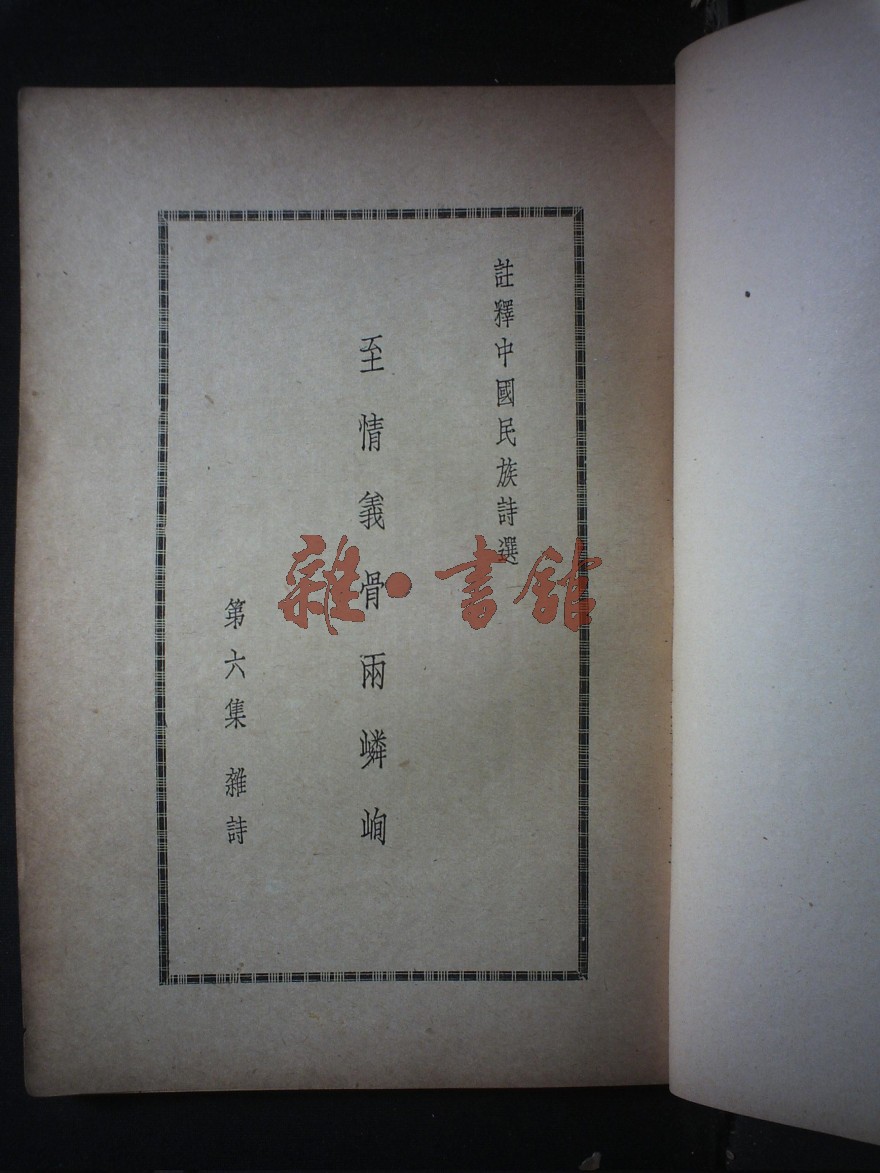 註釋中國民族詩選
至情義骨兩嶙峋
第六集 雜詩
雜·書館